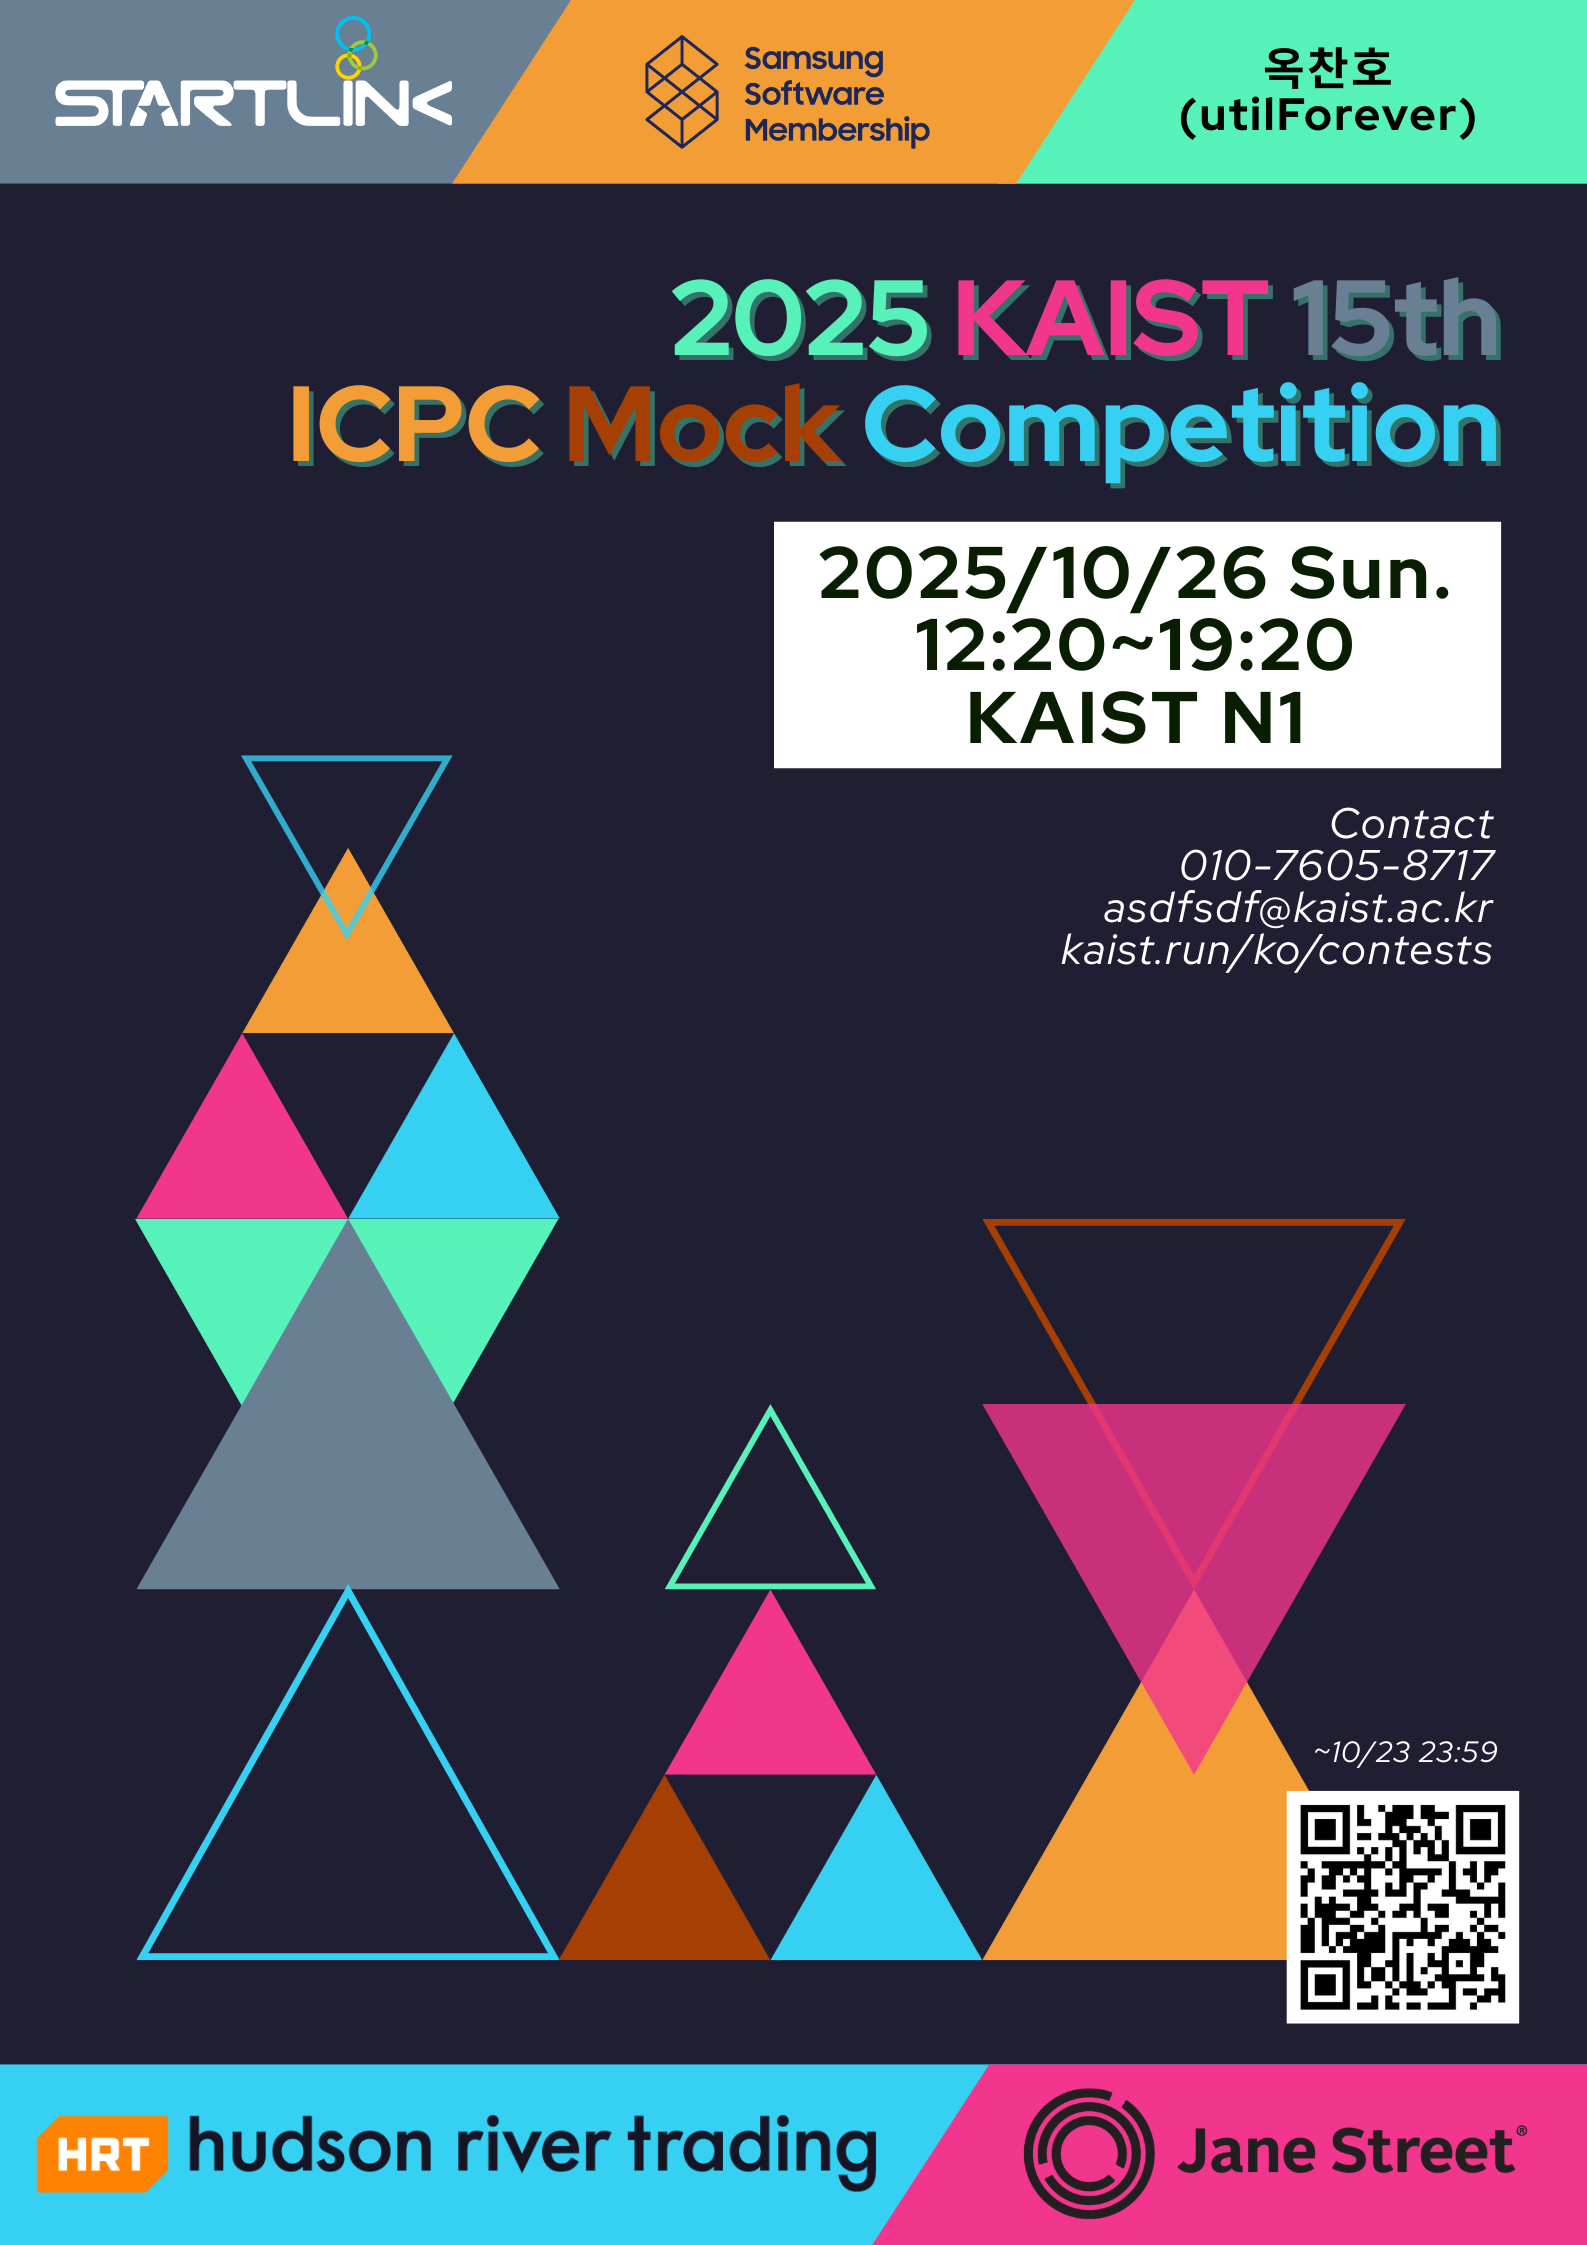 STARTLINK
Samsung
Software
Membership
옥찬호
(utilForever)
2025 KAIST 15th
ICPC Mock Competition
2025/10/26 Sun.
12:20~19:20
KAIST N1
Contact
010-7605-8717
asdfsdf@kaist.ac.kr
kaist.run/ko/contests
~10/23 23:59
HRT hudson river trading
Jane Street®